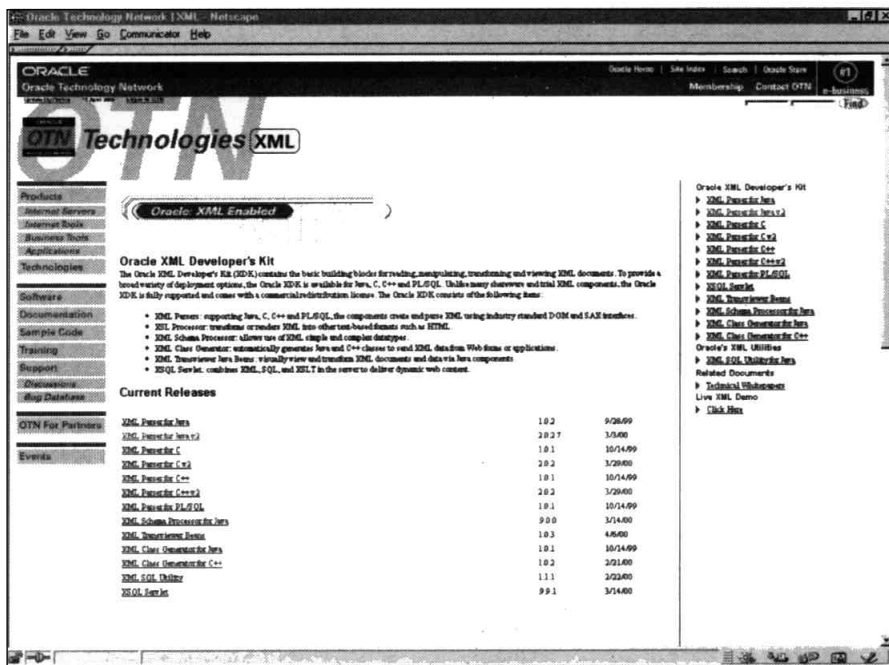 Oracle Technology Network | XML - Netscape
File Edit View Go Communicator Help
ORACLE
Oracle Technology Network
Oracle Home | Site Index | Search | Oracle Store
Membership Contact OTN
#1
e-business
Find
OTN
OTN Technologies XML
Products
Internet Servers
Internet Tools
Business Tools
Applications
Technologies
Software
Documentation
Sample Code
Training
Support
Discussions
Bug Database
OTN For Partners
Events
Oracle: XML Enabled
Oracle XML Developer's Kit
The Oracle XML Developer's Kit (XDK) contains the basic building blocks for reading, manipulating, transforming and viewing XML documents. To provide a
broad variety of deployment options, the Oracle XDK is available for Java, C, C++ and PL/SQL. Unlike many shareware and trial XML components, the Oracle
XDK is fully supported and comes with a commercial redistribution license. The Oracle XDK consists of the following items:
• XML Parsers: supporting Java, C, C++ and PL/SQL, the components create and parse XML using industry standard DOM and SAX interfaces.
• XSL Processor: transforms or renders XML into other text-based formats such as HTML.
• XML Schema Processor: allows use of XML simple and complex datatypes.
• XML Class Generator: automatically generates Java and C++ classes to send XML data from Web forms or applications.
• XML Transviewer Java Beans: visually view and transform XML documents and data via Java components
• XSQL Servlet: combines XML, SQL, and XSLT in the server to deliver dynamic web content.
Current Releases
XML Parser for Java 1.0.2 9/28/99
XML Parser for Java v2 2.0.2.7 3/3/00
XML Parser for C 1.0.1 10/14/99
XML Parser for C v2 2.0.2 3/29/00
XML Parser for C++ 1.0.1 10/14/99
XML Parser for C++ v2 2.0.2 3/29/00
XML Parser for PL/SQL 1.0.1 10/14/99
XML Schema Processor for Java 9.0.0 3/14/00
XML Transviewer Beans 1.0.3 4/6/00
XML Class Generator for Java 1.0.1 10/14/99
XML Class Generator for C++ 1.0.2 2/21/00
XML SQL Utility 1.1.1 2/22/00
XSQL Servlet 9.9.1 3/14/00
Oracle XML Developer's Kit
XML Parser for Java
XML Parser for Java v2
XML Parser for C
XML Parser for C v2
XML Parser for C++
XML Parser for C++ v2
XML Parser for PL/SQL
XSQL Servlet
XML Transviewer Beans
XML Schema Processor for Java
XML Class Generator for Java
XML Class Generator for C++
Oracle's XML Utilities
XML SQL Utility for Java
Related Documents
Technical Whitepapers
Live XML Demo
Click Here